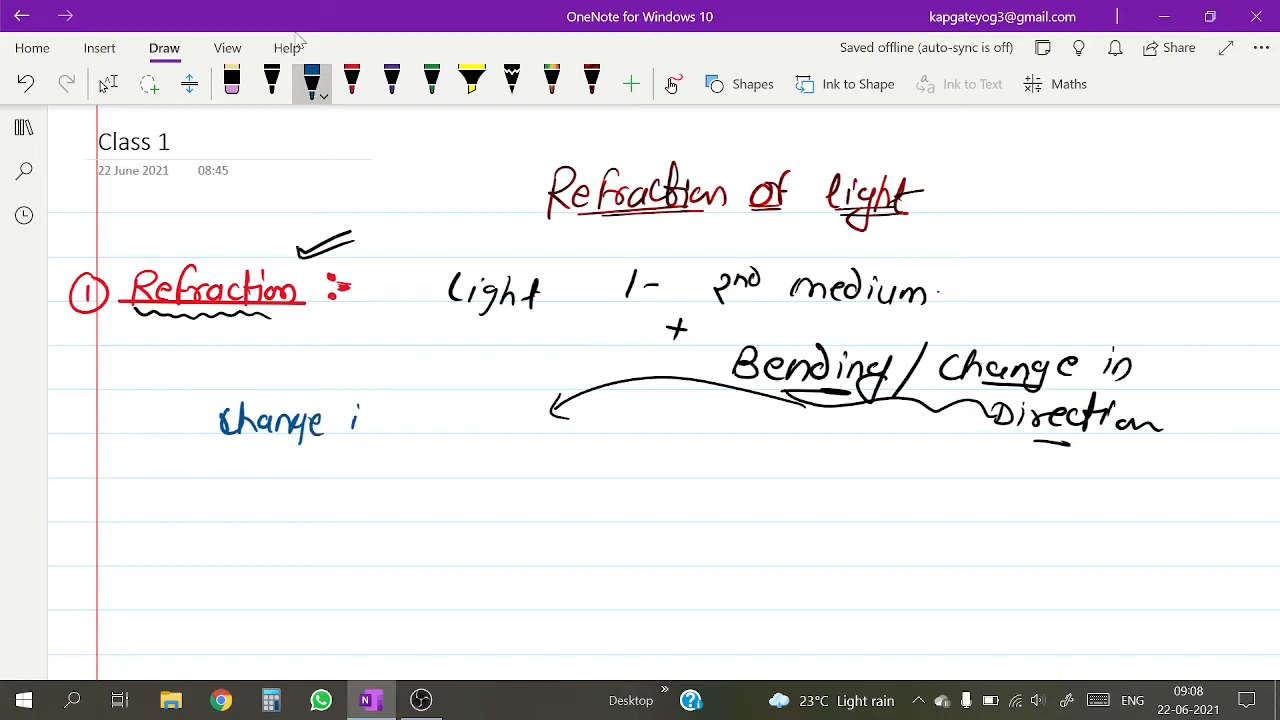 OneNote for Windows 10
kapgateyog3@gmail.com
Home Insert Draw View Help
Saved offline (auto-sync is off) Share
Shapes Ink to Shape Ink to Text Maths
Class 1
22 June 2021 08:45
Refraction of light
① Refraction :-
light 1- 2nd medium.
+
Bending / Change in
Direction
change i
Desktop
23°C Light rain
ENG
09:08
22-06-2021